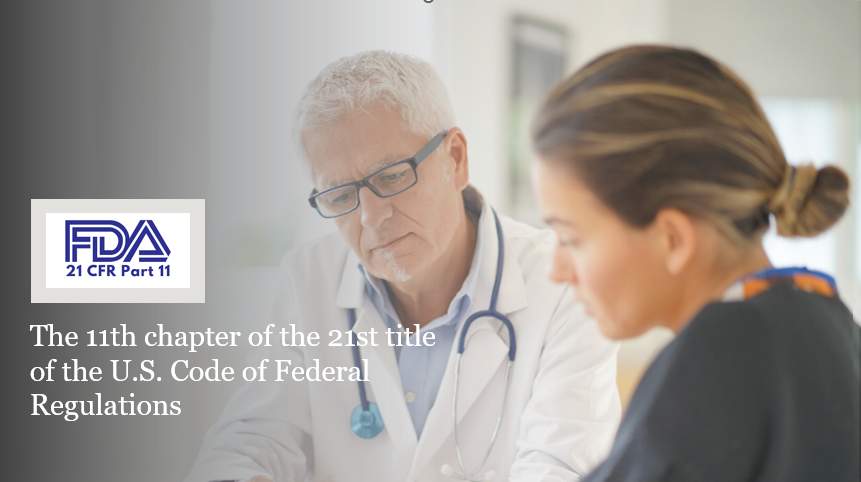 FDA
21 CFR Part 11
The 11th chapter of the 21st title
of the U.S. Code of Federal
Regulations